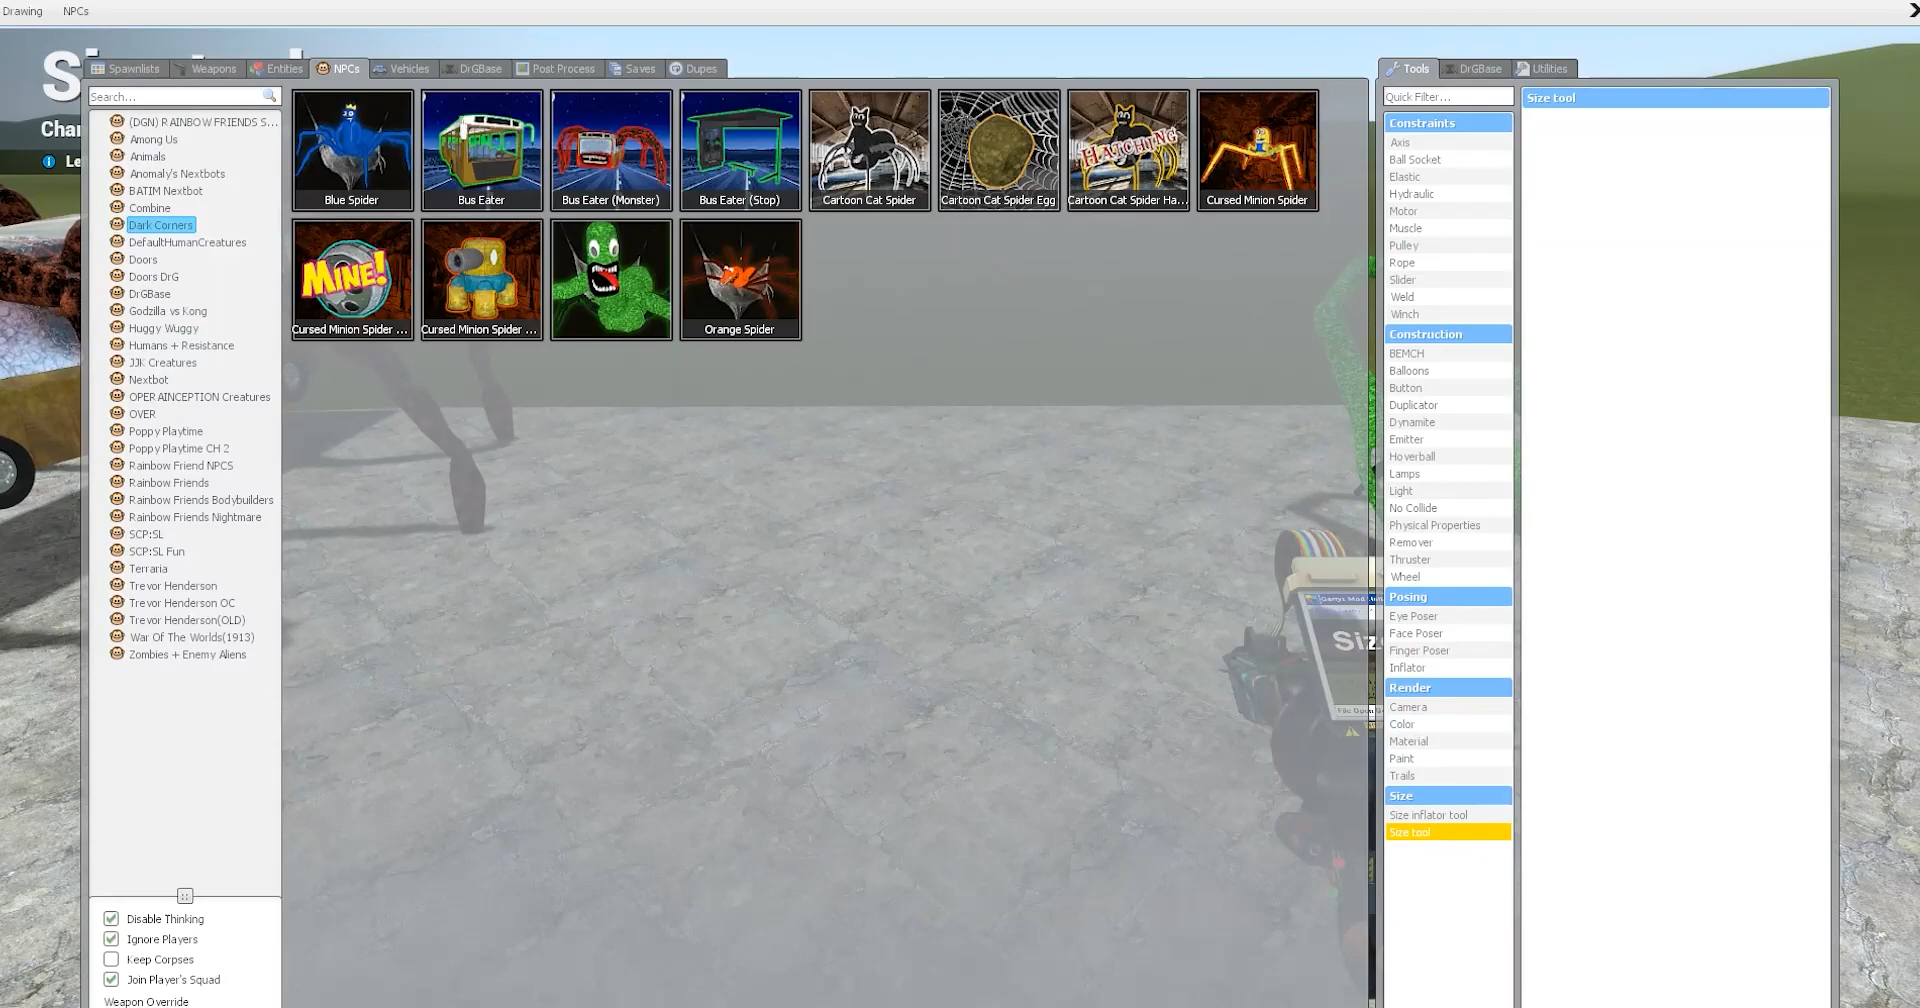 Drawing NPCs
Spawnlists Weapons Entities NPCs Vehicles DrGBase Post Process Saves Dupes
Search...
(DGN) RAINBOW FRIENDS S...
Among Us
Animals
Anomaly's Nextbots
BATIM Nextbot
Combine
Dark Corners
DefaultHumanCreatures
Doors
Doors DrG
DrGBase
Godzilla vs Kong
Huggy Wuggy
Humans + Resistance
JJK Creatures
Nextbot
OPERAINCEPTION Creatures
OVER
Poppy Playtime
Poppy Playtime CH 2
Rainbow Friend NPCS
Rainbow Friends
Rainbow Friends Bodybuilders
Rainbow Friends Nightmare
SCP:SL
SCP:SL Fun
Terraria
Trevor Henderson
Trevor Henderson OC
Trevor Henderson(OLD)
War Of The Worlds(1913)
Zombies + Enemy Aliens
Disable Thinking
Ignore Players
Keep Corpses
Join Player's Squad
Weapon Override
Blue Spider
Bus Eater
Bus Eater (Monster)
Bus Eater (Stop)
Cartoon Cat Spider
Cartoon Cat Spider Egg
HATCHING
Cartoon Cat Spider Ha...
Cursed Minion Spider
MINE!
Cursed Minion Spider ...
Cursed Minion Spider ...
Orange Spider
Siz
Tools DrGBase Utilities
Quick Filter...
Constraints
Axis
Ball Socket
Elastic
Hydraulic
Motor
Muscle
Pulley
Rope
Slider
Weld
Winch
Construction
BEMCH
Balloons
Button
Duplicator
Dynamite
Emitter
Hoverball
Lamps
Light
No Collide
Physical Properties
Remover
Thruster
Wheel
Posing
Eye Poser
Face Poser
Finger Poser
Inflator
Render
Camera
Color
Material
Paint
Trails
Size
Size inflator tool
Size tool
Size tool